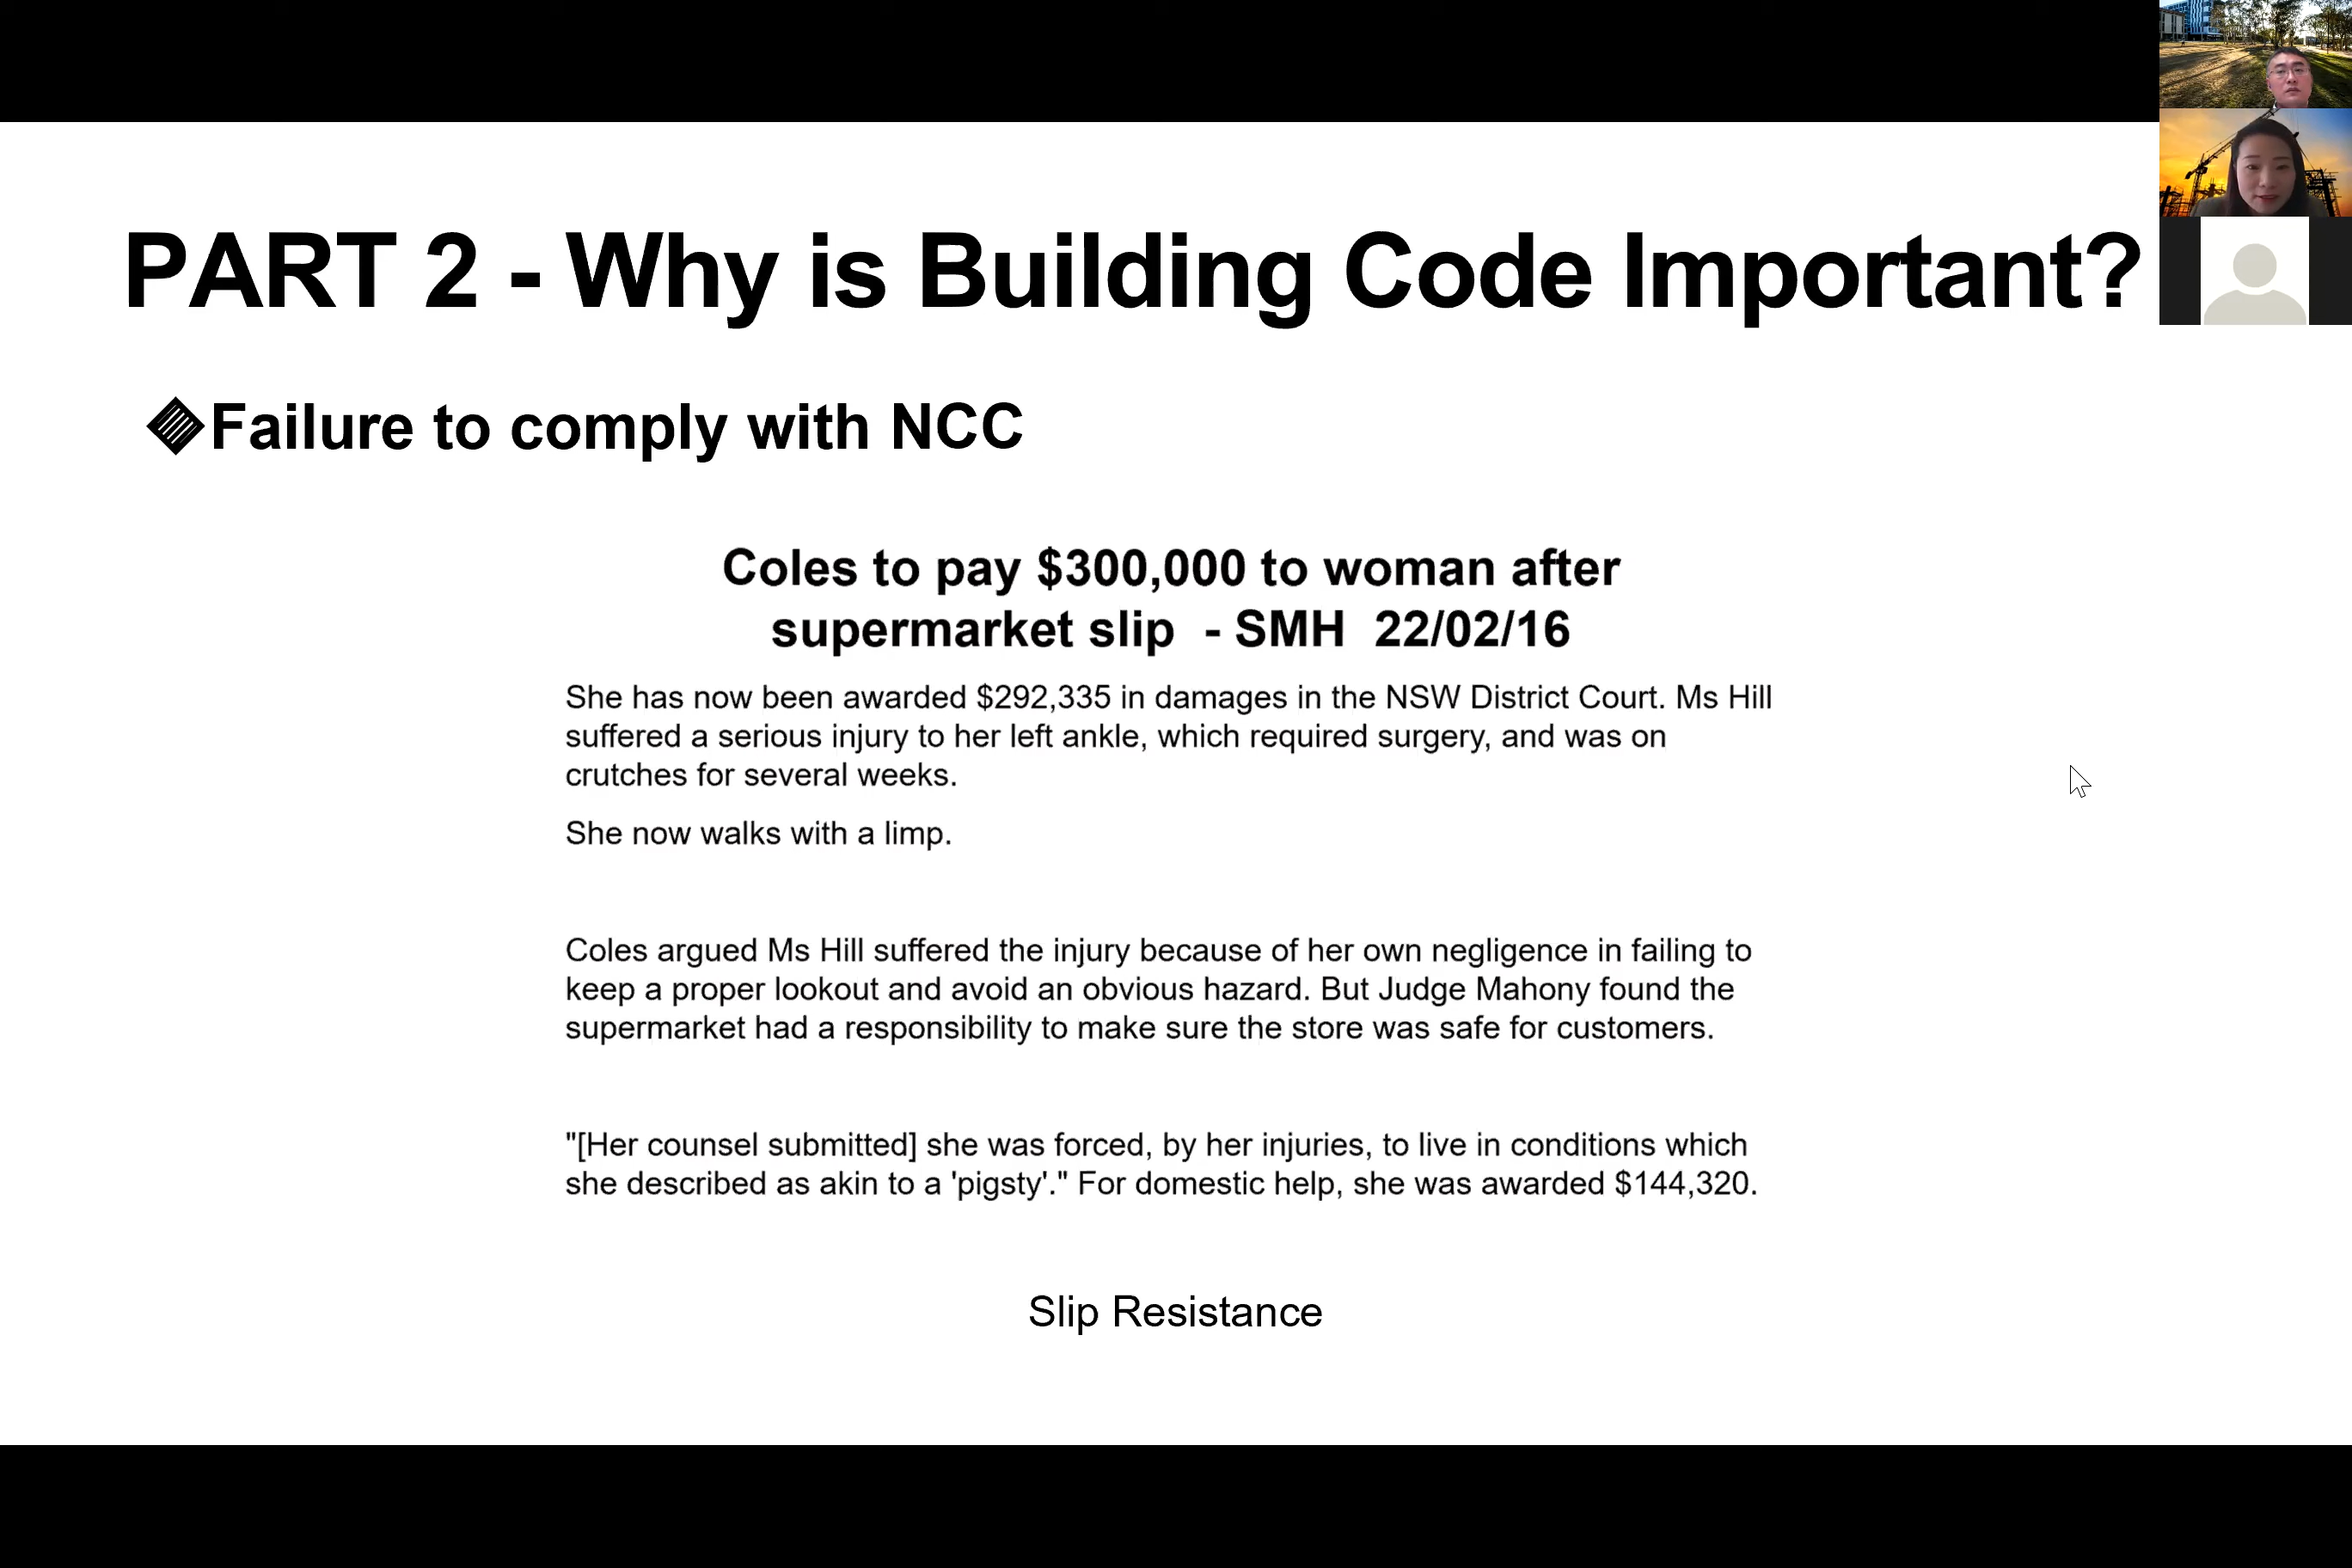 PART 2 - Why is Building Code Important?
Failure to comply with NCC
Coles to pay $300,000 to woman after
supermarket slip - SMH 22/02/16
She has now been awarded $292,335 in damages in the NSW District Court. Ms Hill
suffered a serious injury to her left ankle, which required surgery, and was on
crutches for several weeks.
She now walks with a limp.
Coles argued Ms Hill suffered the injury because of her own negligence in failing to
keep a proper lookout and avoid an obvious hazard. But Judge Mahony found the
supermarket had a responsibility to make sure the store was safe for customers.
"[Her counsel submitted] she was forced, by her injuries, to live in conditions which
she described as akin to a 'pigsty'." For domestic help, she was awarded $144,320.
Slip Resistance